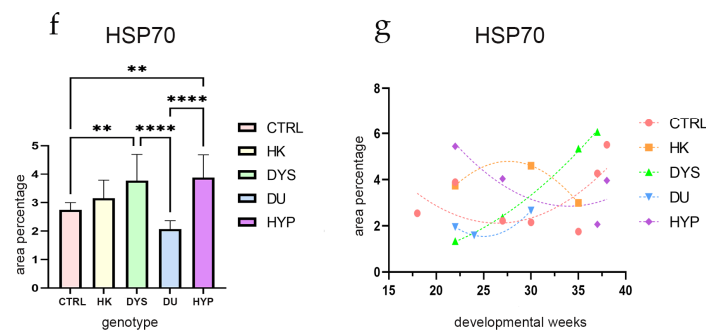 f
HSP70
**
****
**
****
area percentage
5
4
3
2
1
0
CTRL HK DYS DU HYP
genotype
CTRL
HK
DYS
DU
HYP
g
HSP70
area percentage
8
6
4
2
0
15 20 25 30 35 40
developmental weeks
CTRL
HK
DYS
DU
HYP